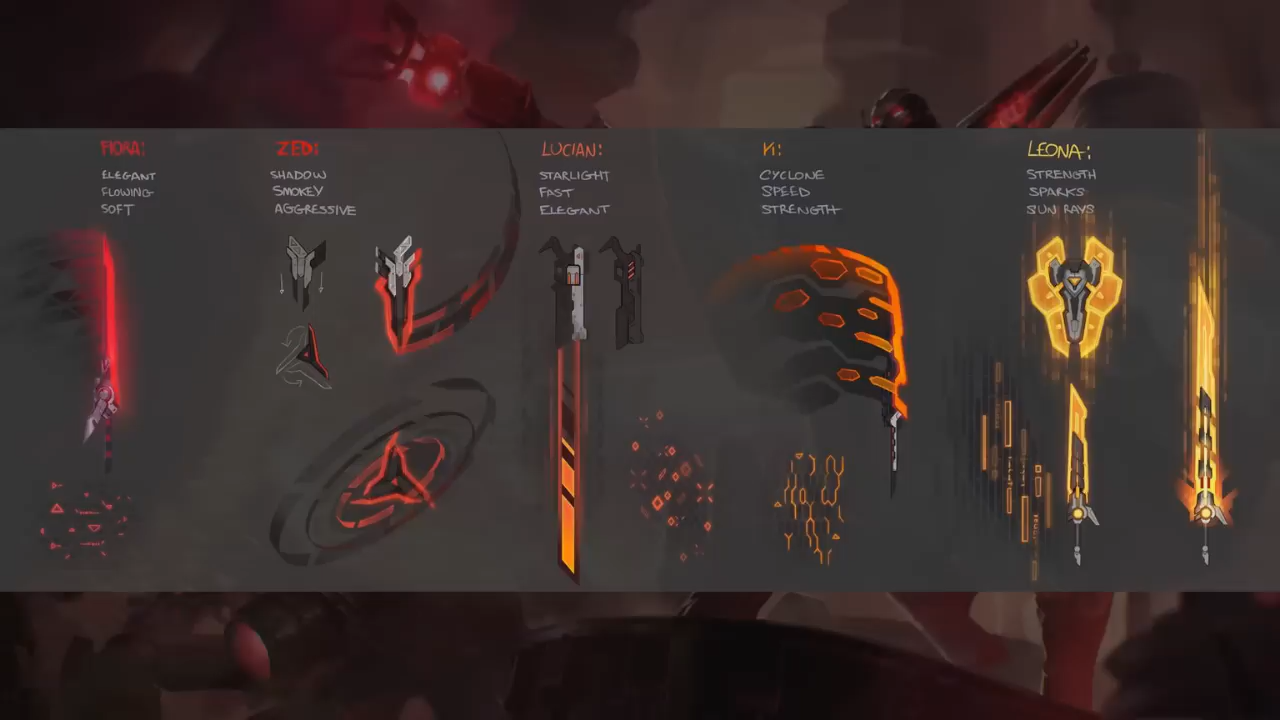 FIORA:
ELEGANT
FLOWING
SOFT
ZED:
SHADOW
SMOKEY
AGGRESSIVE
LUCIAN:
STARLIGHT
FAST
ELEGANT
YI:
CYCLONE
SPEED
STRENGTH
LEONA:
STRENGTH
SPARKS
SUN RAYS